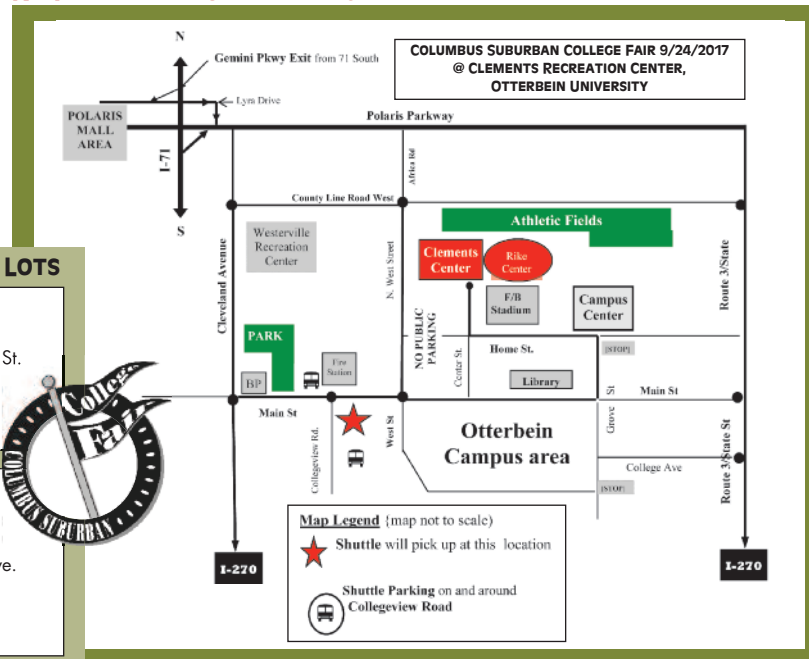 COLUMBUS SUBURBAN COLLEGE FAIR 9/24/2017
@ CLEMENTS RECREATION CENTER,
OTTERBEIN UNIVERSITY
N
Gemini Pkwy Exit from 71 South
Lyra Drive
POLARIS
MALL
AREA
Polaris Parkway
I-71
S
Africa Rd
County Line Road West
Athletic Fields
Westerville
Recreation
Center
Clements
Center
Rike
Center
Cleveland Avenue
N. West Street
Route 3/State
F/B
Stadium
Campus
Center
LOTS
St.
PARK
NO PUBLIC
PARKING
Center St.
Home St.
[STOP]
Fire
Station
BP
Library
Main St
Grove St
Main St
Collegeview Rd.
West St
Otterbein
Campus area
College Ave
Route 3/State St
[STOP]
College
Fair
COLUMBUS SUBURBAN
ve.
Map Legend {map not to scale)
Shuttle will pick up at this location
Shuttle Parking on and around
Collegeview Road
I-270
I-270